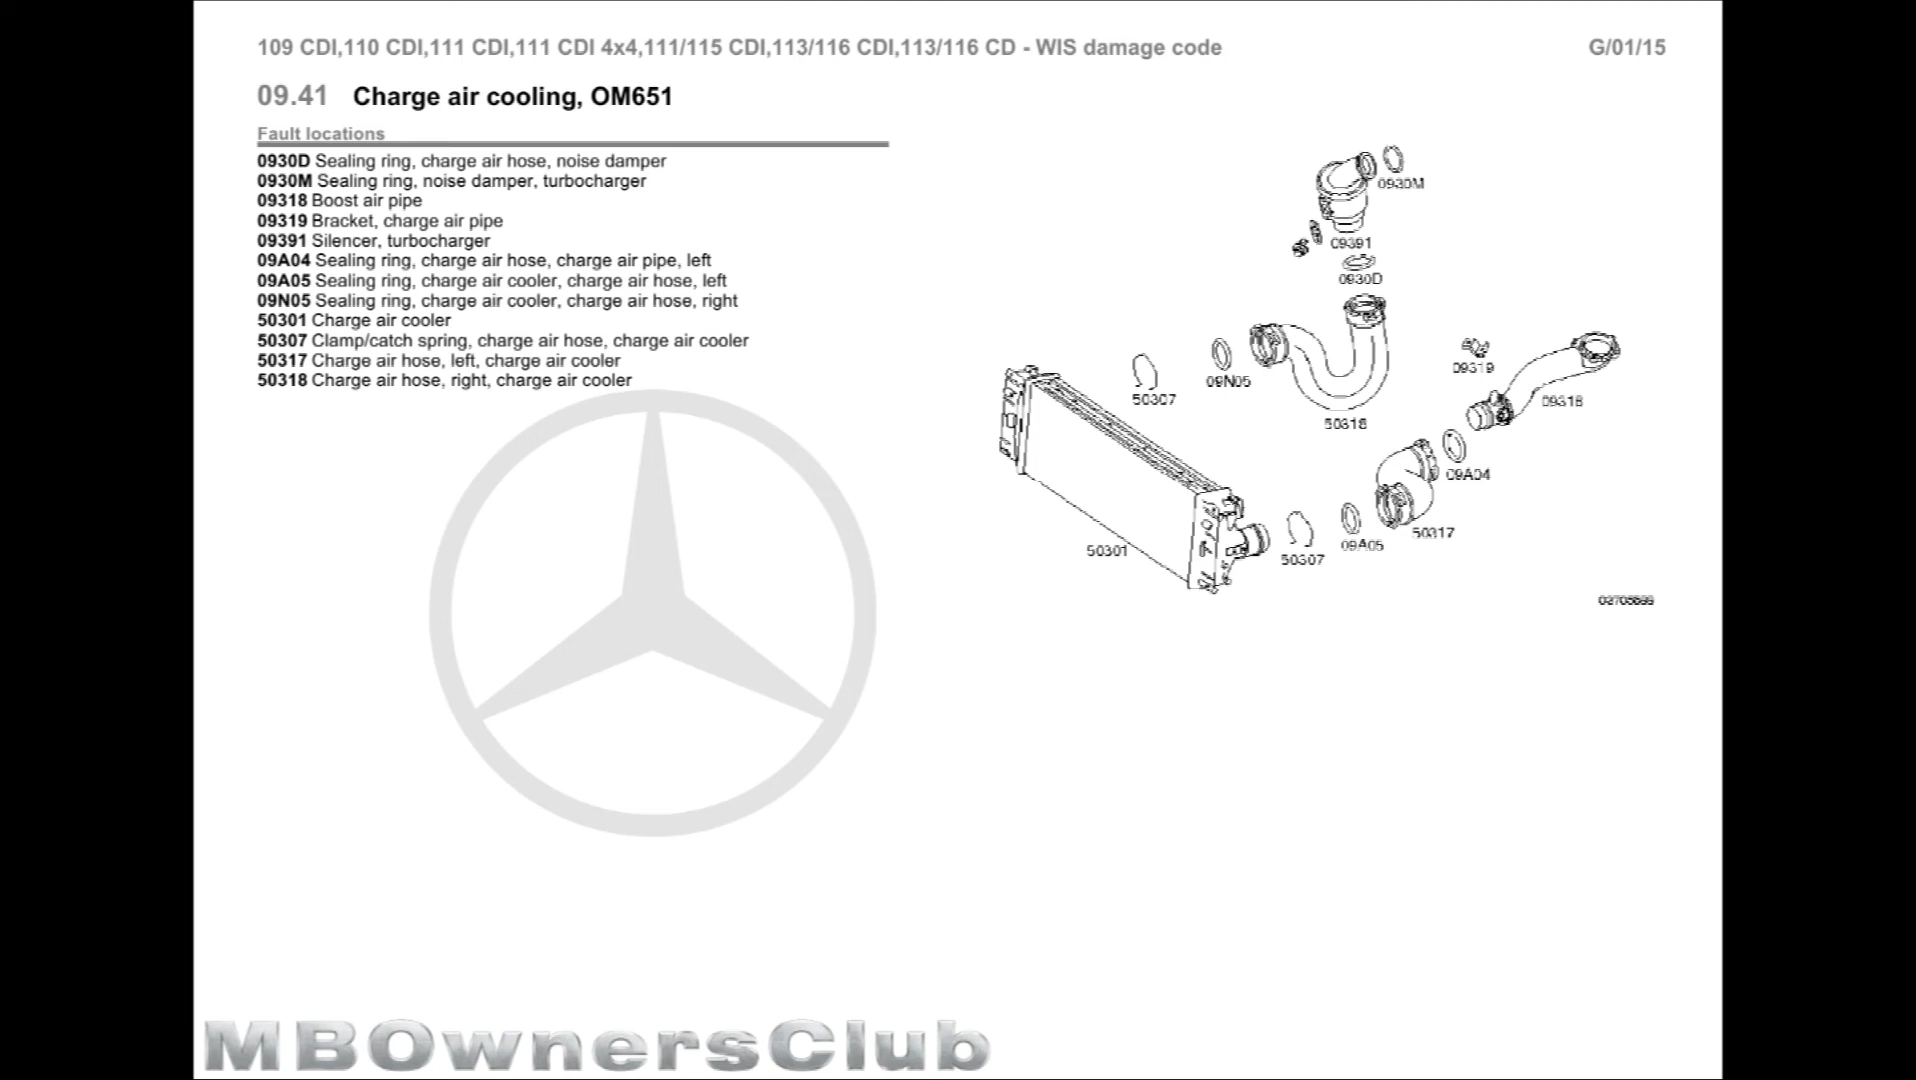 109 CDI,110 CDI,111 CDI,111 CDI 4x4,111/115 CDI,113/116 CDI,113/116 CD - WIS damage code G/01/15
09.41 Charge air cooling, OM651
Fault locations
0930D Sealing ring, charge air hose, noise damper
0930M Sealing ring, noise damper, turbocharger
09318 Boost air pipe
09319 Bracket, charge air pipe
09391 Silencer, turbocharger
09A04 Sealing ring, charge air hose, charge air pipe, left
09A05 Sealing ring, charge air cooler, charge air hose, left
09N05 Sealing ring, charge air cooler, charge air hose, right
50301 Charge air cooler
50307 Clamp/catch spring, charge air hose, charge air cooler
50317 Charge air hose, left, charge air cooler
50318 Charge air hose, right, charge air cooler
0930M
09391
0930D
09319
09N05
50307
09318
50318
09A04
50317
09A05
50301
50307
MBOwnersClub